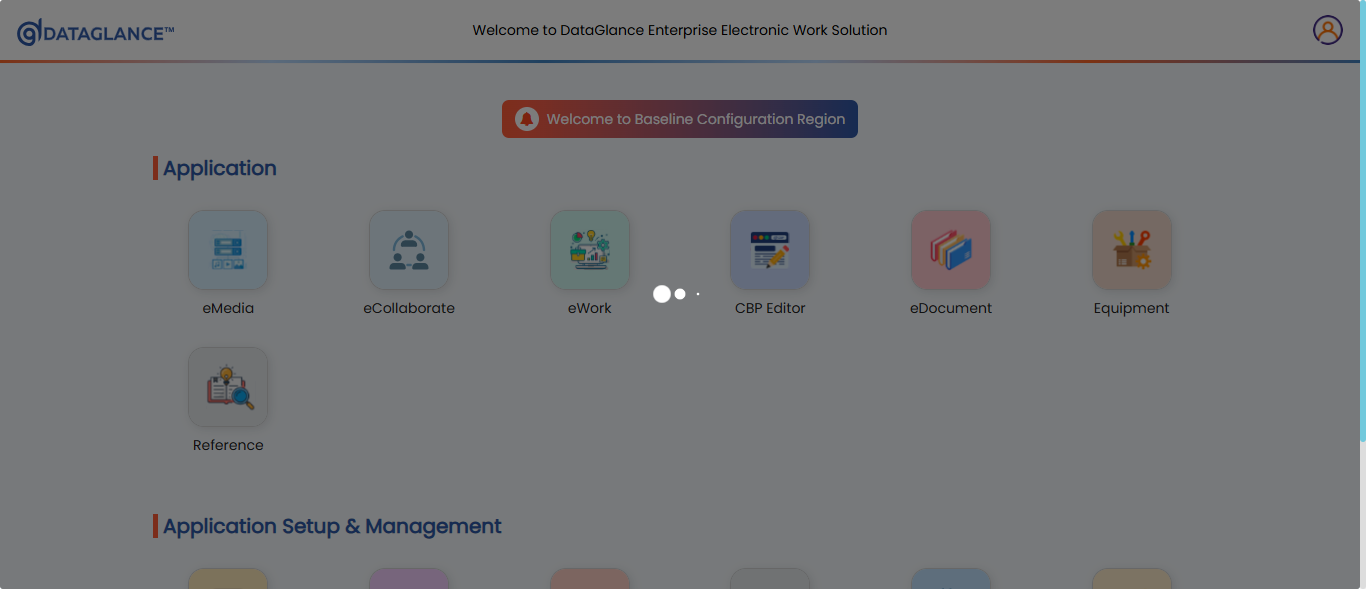 DATAGLANCE™
Welcome to DataGlance Enterprise Electronic Work Solution
Welcome to Baseline Configuration Region
Application
eMedia
eCollaborate
eWork
CBP Editor
eDocument
Equipment
Reference
Application Setup & Management